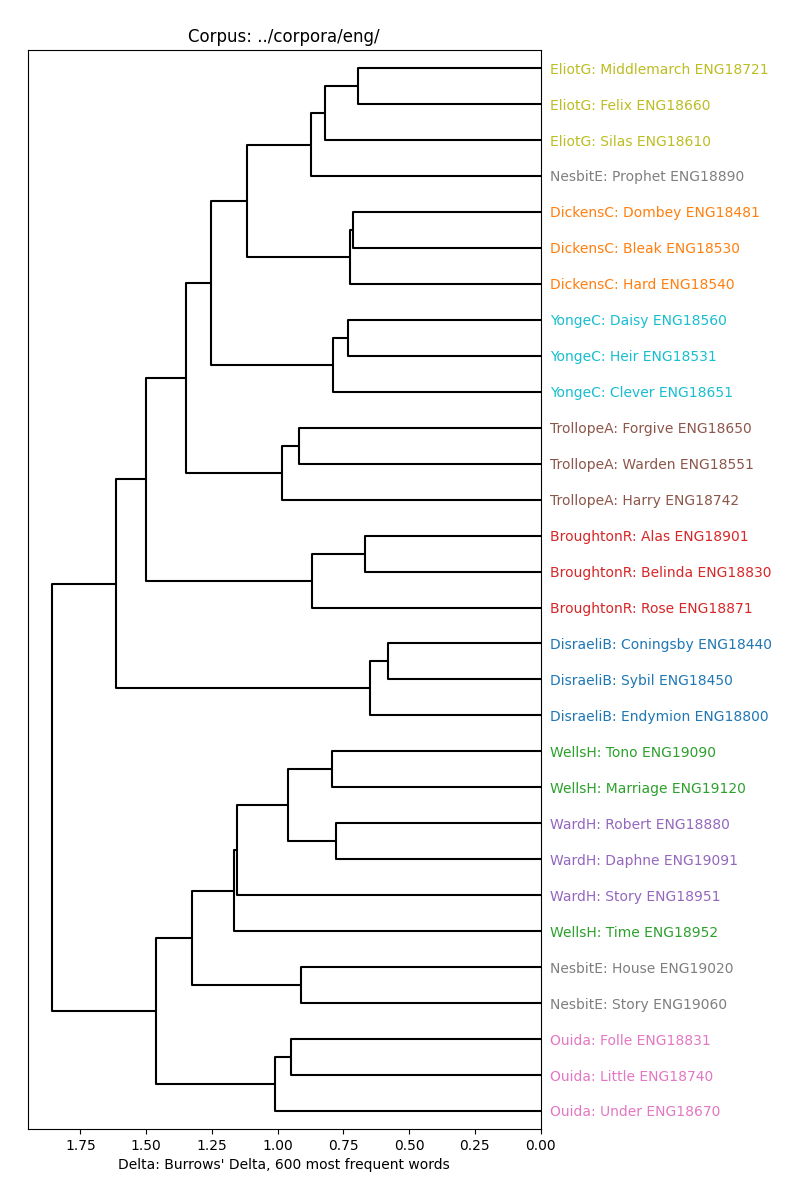 Corpus: ../corpora/eng/
EliotG: Middlemarch ENG18721
EliotG: Felix ENG18660
EliotG: Silas ENG18610
NesbitE: Prophet ENG18890
DickensC: Dombey ENG18481
DickensC: Bleak ENG18530
DickensC: Hard ENG18540
YongeC: Daisy ENG18560
YongeC: Heir ENG18531
YongeC: Clever ENG18651
TrollopeA: Forgive ENG18650
TrollopeA: Warden ENG18551
TrollopeA: Harry ENG18742
BroughtonR: Alas ENG18901
BroughtonR: Belinda ENG18830
BroughtonR: Rose ENG18871
DisraeliB: Coningsby ENG18440
DisraeliB: Sybil ENG18450
DisraeliB: Endymion ENG18800
WellsH: Tono ENG19090
WellsH: Marriage ENG19120
WardH: Robert ENG18880
WardH: Daphne ENG19091
WardH: Story ENG18951
WellsH: Time ENG18952
NesbitE: House ENG19020
NesbitE: Story ENG19060
Ouida: Folle ENG18831
Ouida: Little ENG18740
Ouida: Under ENG18670
1.75 1.50 1.25 1.00 0.75 0.50 0.25 0.00
Delta: Burrows' Delta, 600 most frequent words